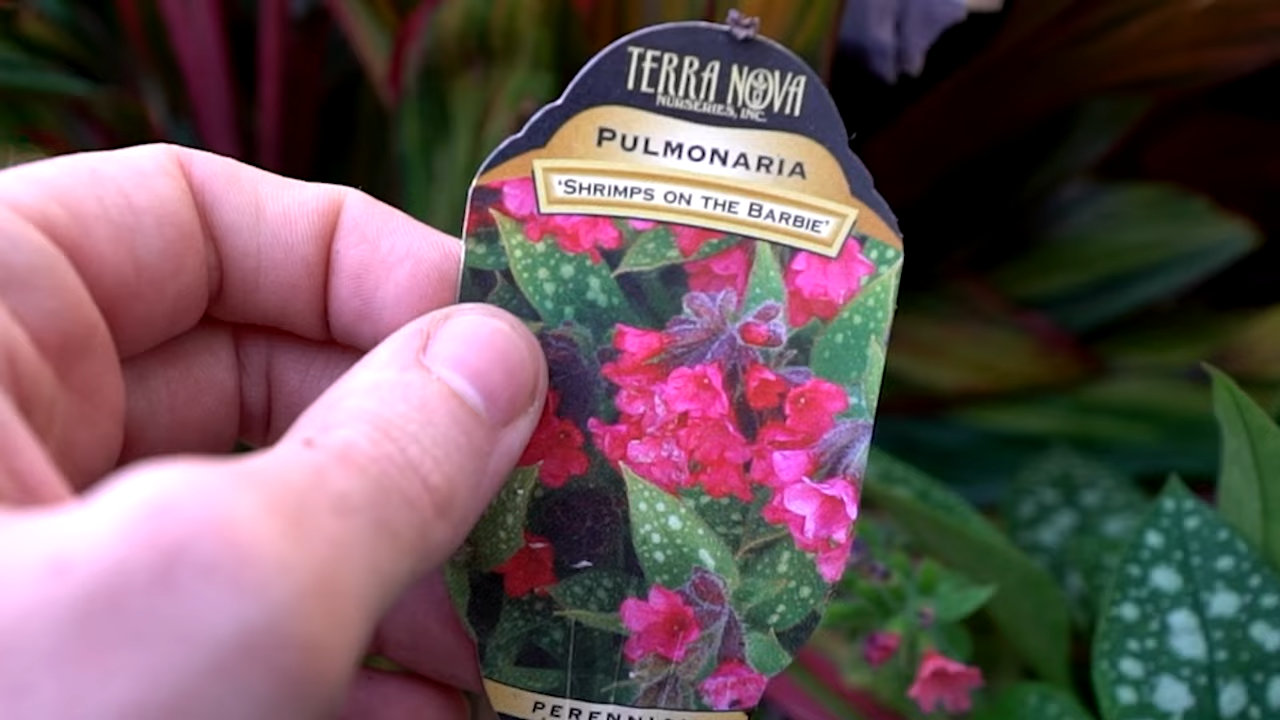 TERRA NOVA
NURSERIES, INC.
PULMONARIA
'SHRIMPS ON THE BARBIE'